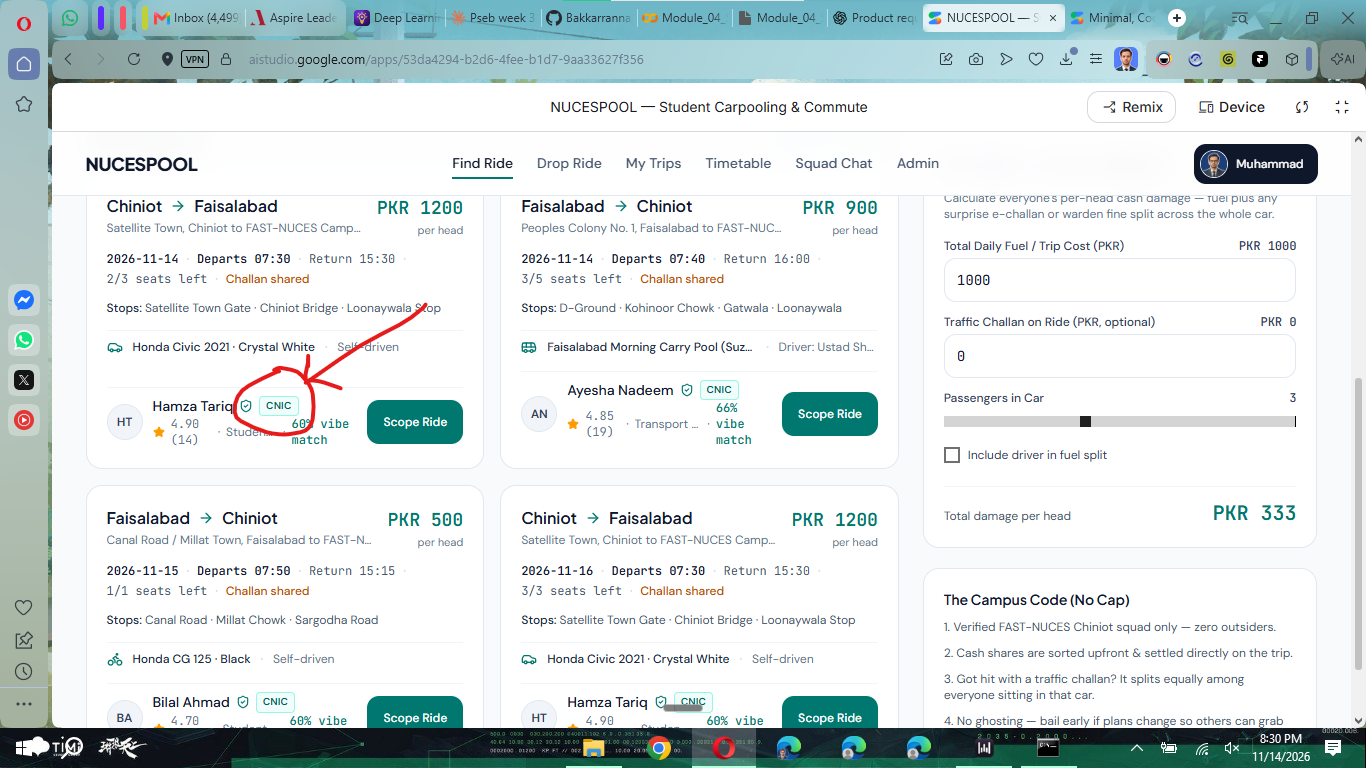 Inbox (4,499
Aspire Leade
Deep Learni
Pseb week 3
Bakkarranna
Module_04_
Module_04_
Product req
NUCESPOOL — S
Minimal, Co
VPN
aistudio.google.com/apps/53da4294-b2d6-4fee-b1d7-9aa33627f356
AI
NUCESPOOL — Student Carpooling & Commute
Remix
Device
NUCESPOOL
Find Ride
Drop Ride
My Trips
Timetable
Squad Chat
Admin
Muhammad
Chiniot → Faisalabad
PKR 1200
Satellite Town, Chiniot to FAST-NUCES Camp...
per head
2026-11-14 · Departs 07:30 · Return 15:30 ·
2/3 seats left · Challan shared
Stops: Satellite Town Gate · Chiniot Bridge · Loonaywala Stop
Honda Civic 2021 · Crystal White · Self-driven
HT
Hamza Tariq
CNIC
4.90
(14)
· Studen...
60% vibe
match
Scope Ride
Faisalabad → Chiniot
PKR 900
Peoples Colony No. 1, Faisalabad to FAST-NUC...
per head
2026-11-14 · Departs 07:40 · Return 16:00 ·
3/5 seats left · Challan shared
Stops: D-Ground · Kohinoor Chowk · Gatwala · Loonaywala
Faisalabad Morning Carry Pool (Suz... · Driver: Ustad Sh...
AN
Ayesha Nadeem
CNIC
4.85
(19)
· Transport ... ·
66%
vibe
match
Scope Ride
Faisalabad → Chiniot
PKR 500
Canal Road / Millat Town, Faisalabad to FAST-N...
per head
2026-11-15 · Departs 07:50 · Return 15:15 ·
1/1 seats left · Challan shared
Stops: Canal Road · Millat Chowk · Sargodha Road
Honda CG 125 · Black · Self-driven
BA
Bilal Ahmad
CNIC
4.70
60% vibe
Scope Ride
Chiniot → Faisalabad
PKR 1200
Satellite Town, Chiniot to FAST-NUCES Camp...
per head
2026-11-16 · Departs 07:30 · Return 15:30 ·
3/3 seats left · Challan shared
Stops: Satellite Town Gate · Chiniot Bridge · Loonaywala Stop
Honda Civic 2021 · Crystal White · Self-driven
HT
Hamza Tariq
CNIC
4.90
60% vibe
Scope Ride
Calculate everyone's per-head cash damage — fuel plus any
surprise e-challan or warden fine split across the whole car.
Total Daily Fuel / Trip Cost (PKR)
PKR 1000
1000
Traffic Challan on Ride (PKR, optional)
PKR 0
0
Passengers in Car
3
Include driver in fuel split
Total damage per head
PKR 333
The Campus Code (No Cap)
1. Verified FAST-NUCES Chiniot squad only — zero outsiders.
2. Cash shares are sorted upfront & settled directly on the trip.
3. Got hit with a traffic challan? It splits equally among
everyone sitting in that car.
4. No ghosting — bail early if plans change so others can grab
8:30 PM
11/14/2026